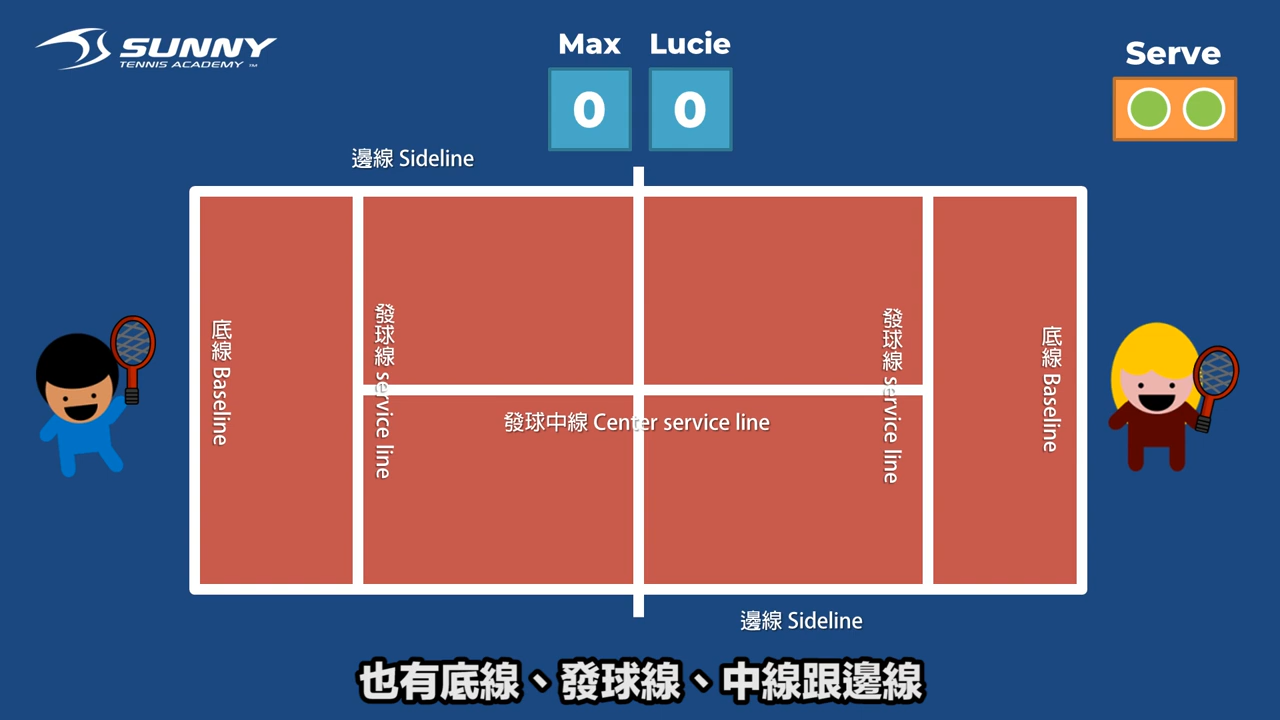 SUNNY
TENNIS ACADEMY™
Max
Lucie
0
0
Serve
邊線 Sideline
底線 Baseline
發球線 service line
發球中線 Center service line
發球線 service line
底線 Baseline
邊線 Sideline
也有底線、發球線、中線跟邊線